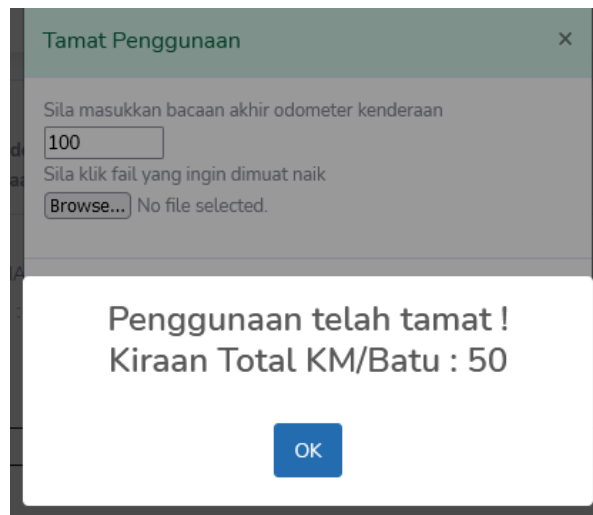 Tamat Penggunaan ×
Sila masukkan bacaan akhir odometer kenderaan
100
Sila klik fail yang ingin dimuat naik
Browse... No file selected.
Penggunaan telah tamat !
Kiraan Total KM/Batu : 50
OK